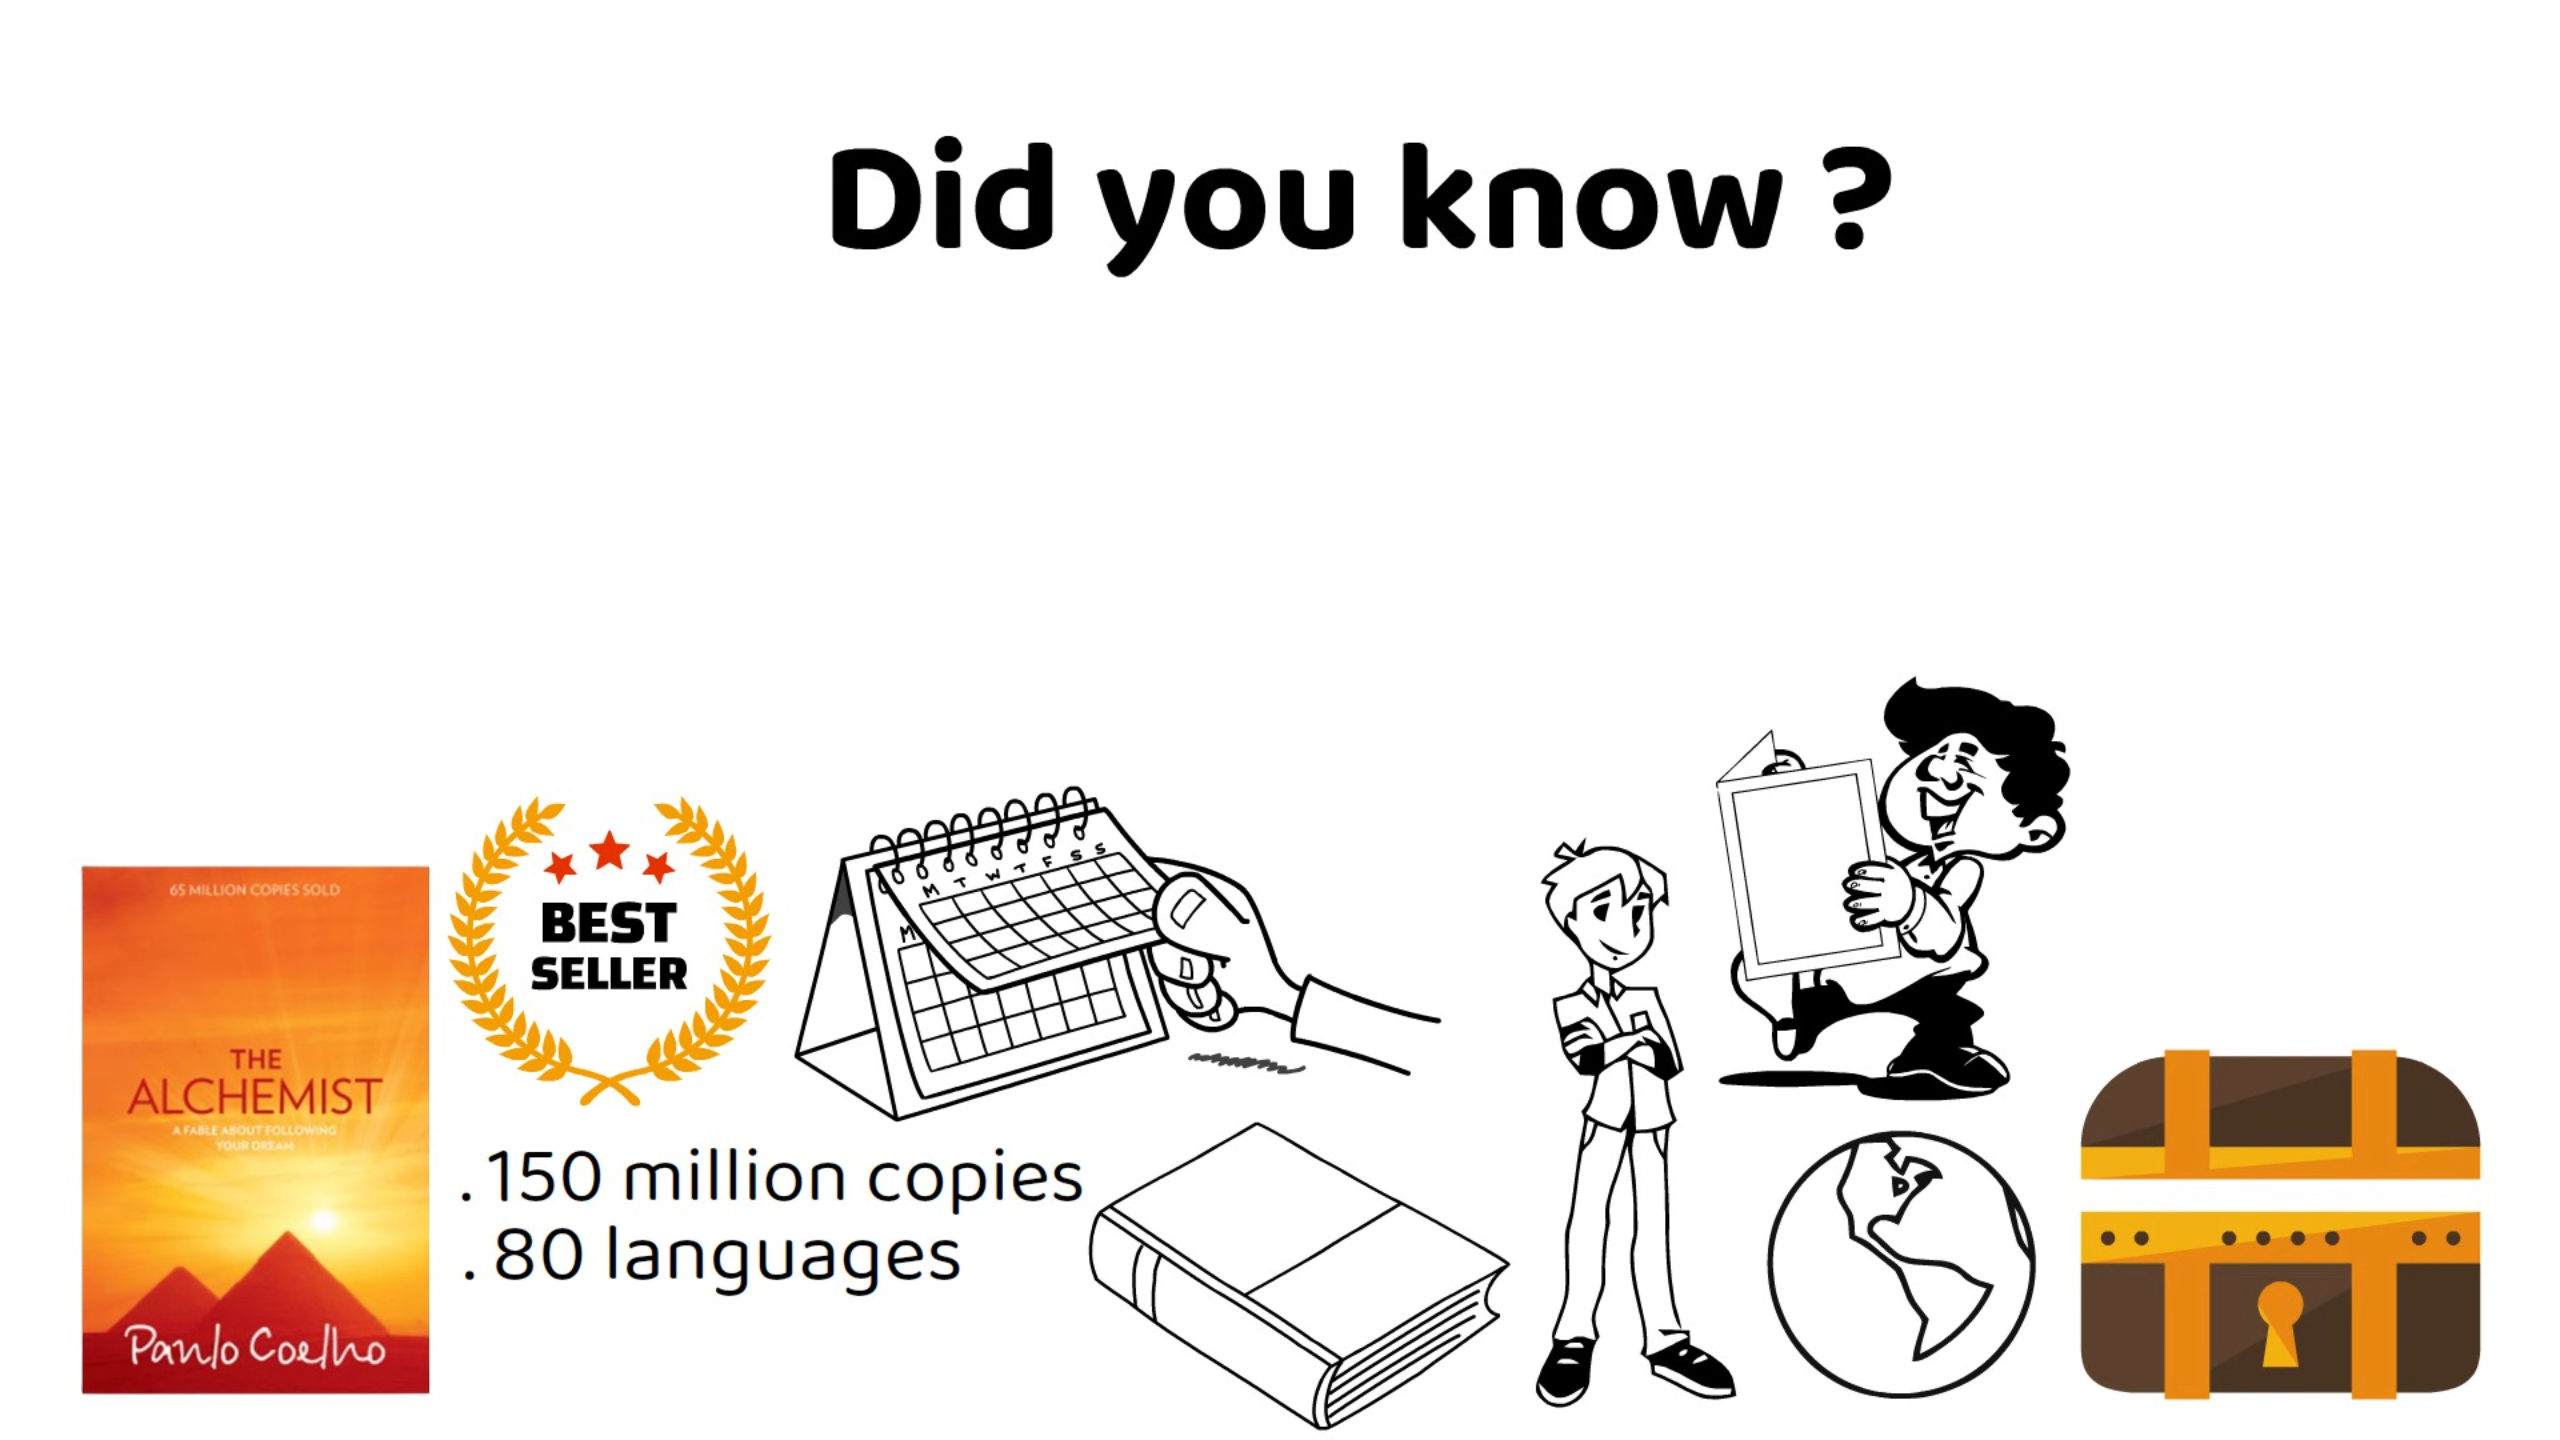 Did you know ?
65 MILLION COPIES SOLD
THE
ALCHEMIST
A FABLE ABOUT FOLLOWING
YOUR DREAM
Paulo Coelho
BEST
SELLER
. 150 million copies
. 80 languages
M T W T F S S
M